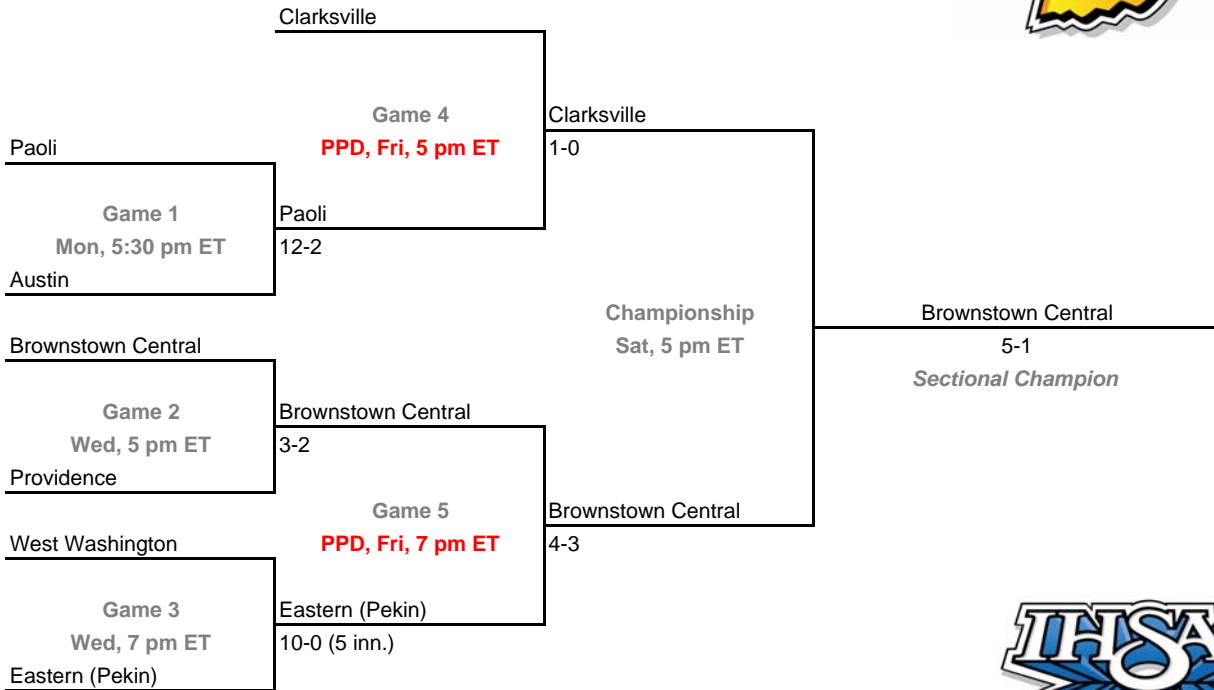 Clarksville
Game 4
PPD, Fri, 5 pm ET
Clarksville
1-0
Paoli
Game 1
Mon, 5:30 pm ET
Paoli
12-2
Austin
Championship
Sat, 5 pm ET
Brownstown Central
5-1
Sectional Champion
Brownstown Central
Game 2
Wed, 5 pm ET
Brownstown Central
3-2
Providence
Game 5
PPD, Fri, 7 pm ET
Brownstown Central
4-3
West Washington
Game 3
Wed, 7 pm ET
Eastern (Pekin)
10-0 (5 inn.)
Eastern (Pekin)
IHSA